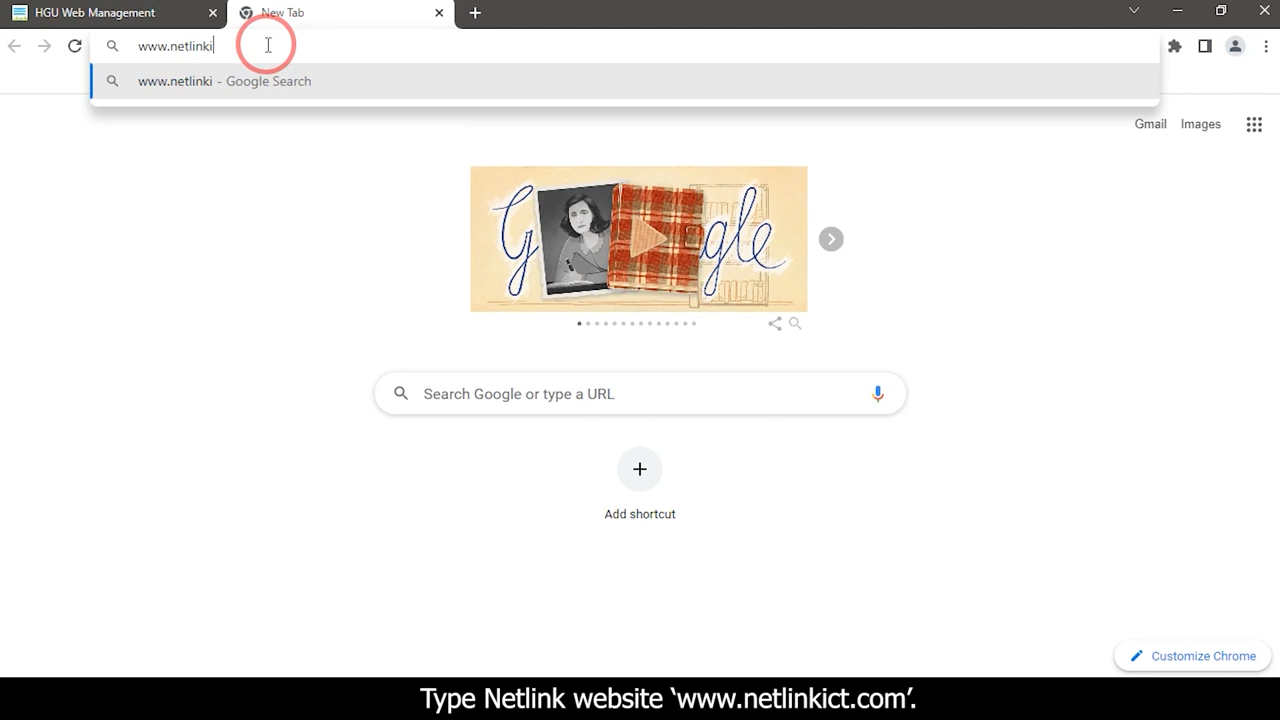 HGU Web Management
New Tab
www.netlinki
www.netlinki - Google Search
Gmail Images
Google
Search Google or type a URL
Add shortcut
Customize Chrome
Type Netlink website ‘www.netlinkict.com’.